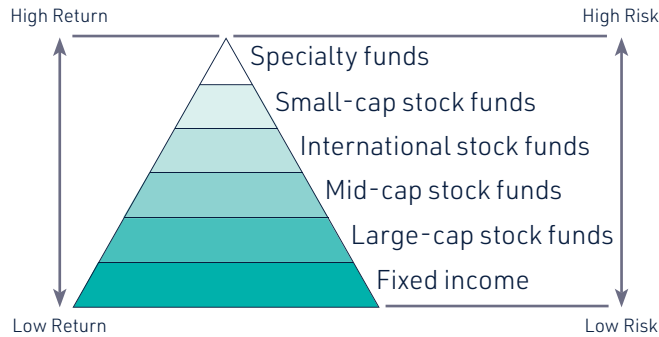 High Return
High Risk
Specialty funds
Small-cap stock funds
International stock funds
Mid-cap stock funds
Large-cap stock funds
Fixed income
Low Return
Low Risk